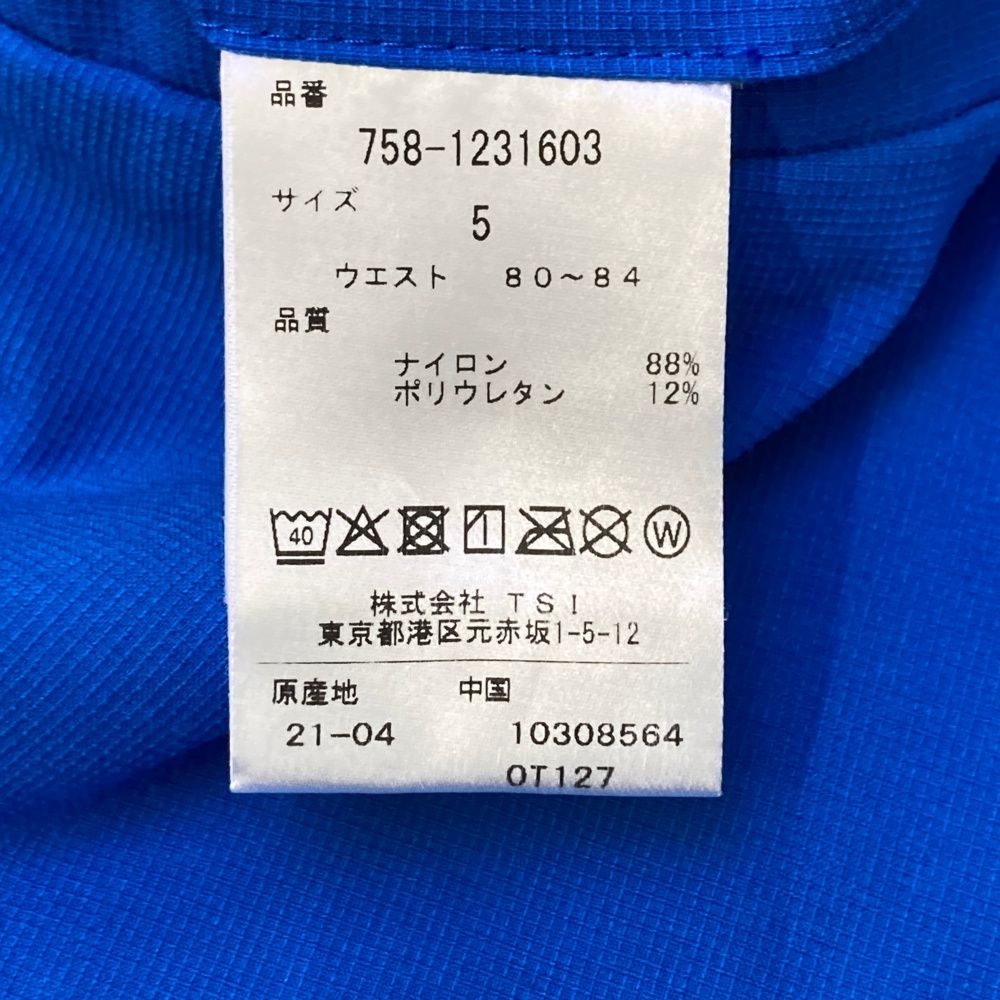 品番
758-1231603
サイズ
5
ウエスト 80〜84
品質
ナイロン 88%
ポリウレタン 12%
40 W
株式会社 TSI
東京都港区元赤坂1-5-12
原産地 中国
21-04 10308564
0T127